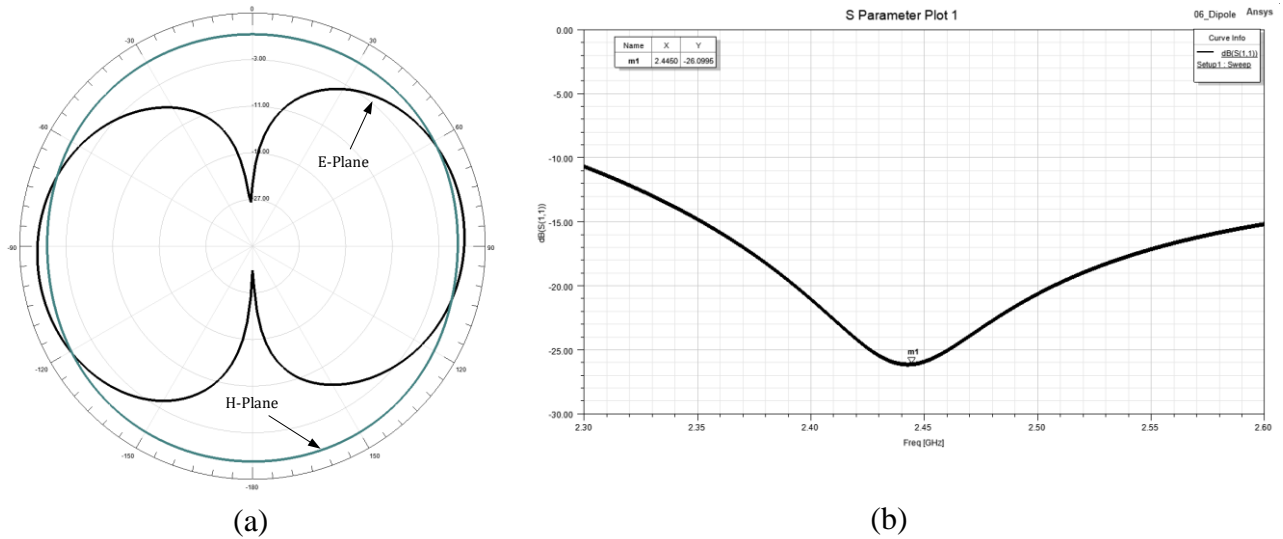 0
-30
30
-3.00
-60
60
-11.00
-19.00
E-Plane
-27.00
-90
90
-120
120
H-Plane
-150
150
-180
(a)
S Parameter Plot 1
06_Dipole
Ansys
Name X Y
m1 2.4450 -26.0995
Curve Info
dB(S(1,1))
Setup1 : Sweep
0.00
-5.00
-10.00
-15.00
-20.00
-25.00
-30.00
dB(S(1,1))
m1
2.30 2.35 2.40 2.45 2.50 2.55 2.60
Freq [GHz]
(b)